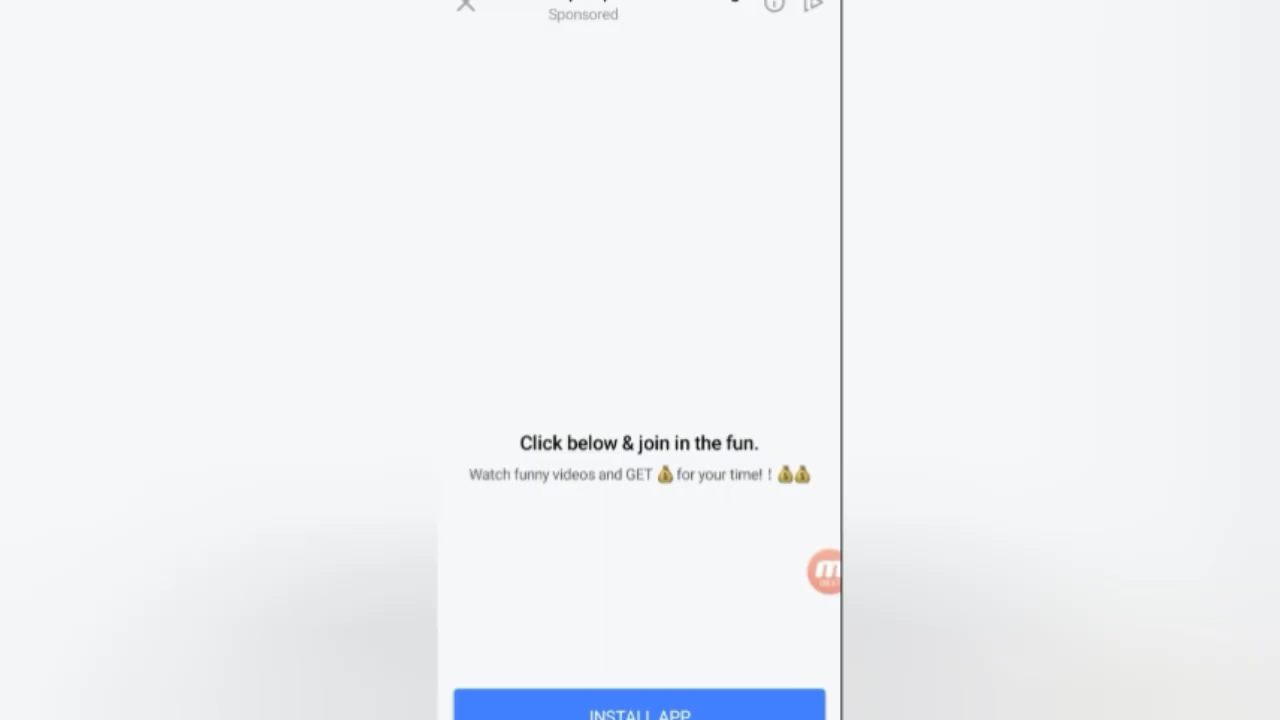 Sponsored
Click below & join in the fun.
Watch funny videos and GET 💰 for your time! ! 💰💰
m
INSTALL APP